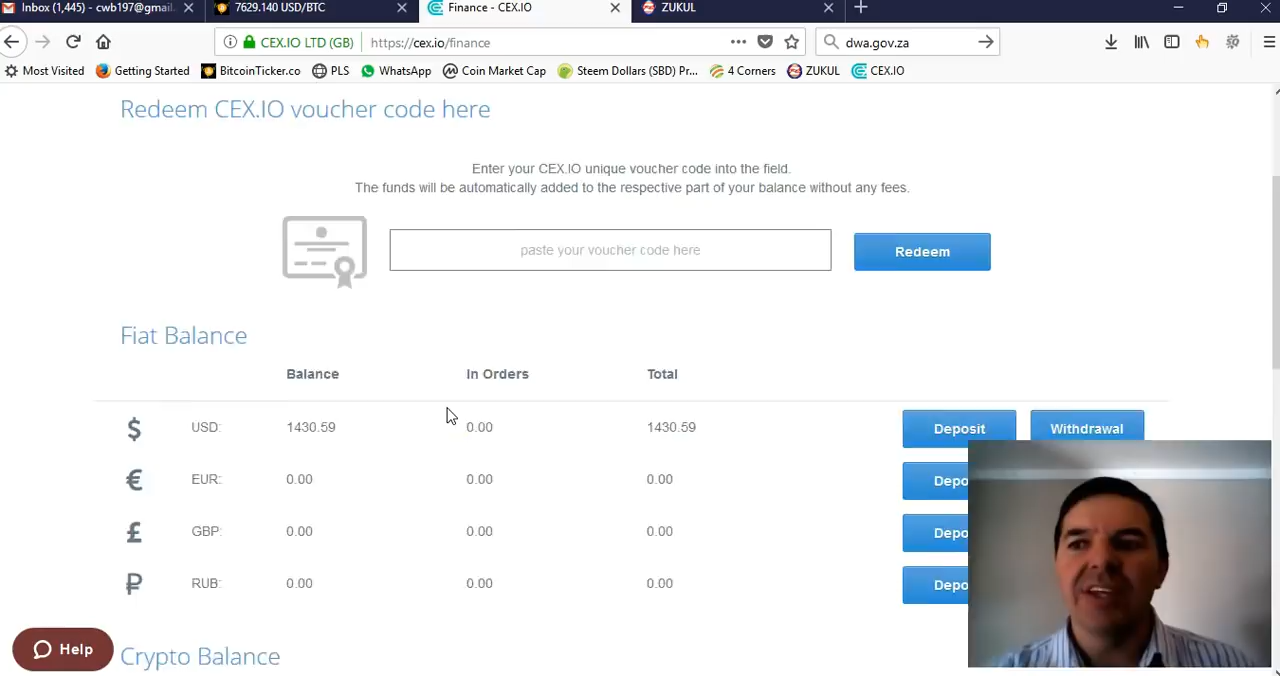 Inbox (1,445) - cwb197@gmail.
7629.140 USD/BTC
Finance - CEX.IO
ZUKUL
CEX.IO LTD (GB)
https://cex.io/finance
dwa.gov.za
Most Visited
Getting Started
BitcoinTicker.co
PLS
WhatsApp
Coin Market Cap
Steem Dollars (SBD) Pr...
4 Corners
ZUKUL
CEX.IO
Redeem CEX.IO voucher code here
Enter your CEX.IO unique voucher code into the field.
The funds will be automatically added to the respective part of your balance without any fees.
paste your voucher code here
Redeem
Fiat Balance
Balance In Orders Total
$ USD: 1430.59 0.00 1430.59 Deposit Withdrawal
€ EUR: 0.00 0.00 0.00 Depo
£ GBP: 0.00 0.00 0.00 Depo
₽ RUB: 0.00 0.00 0.00 Depo
Help
Crypto Balance